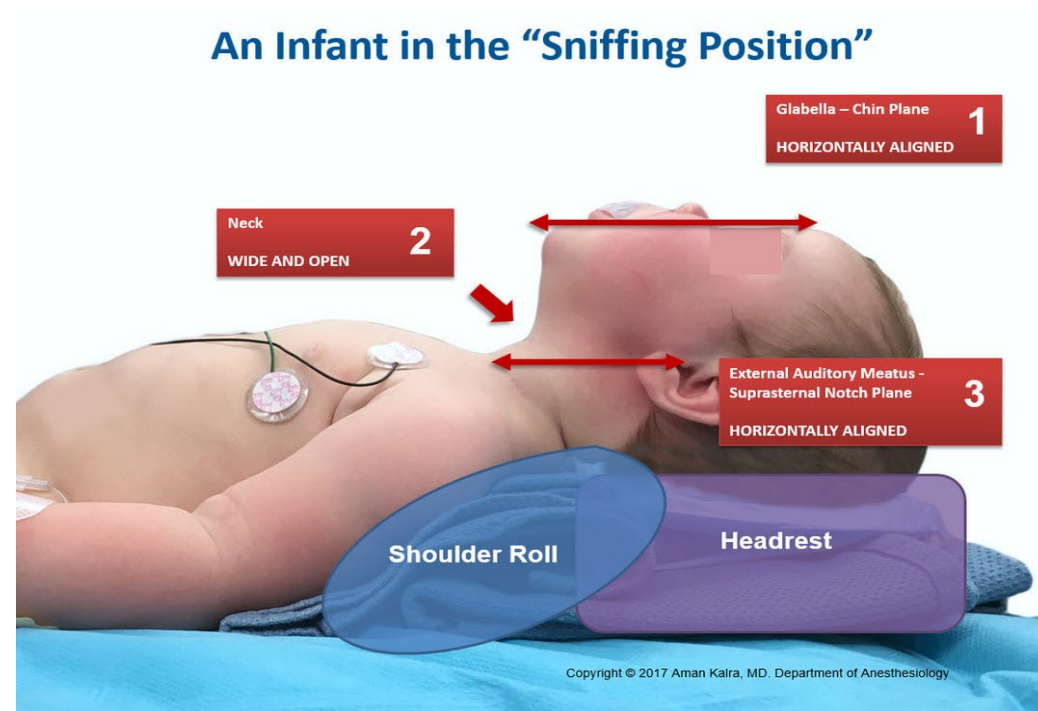 An Infant in the “Sniffing Position”
Glabella – Chin Plane
1
HORIZONTALLY ALIGNED
Neck
2
WIDE AND OPEN
External Auditory Meatus -
Suprasternal Notch Plane
3
HORIZONTALLY ALIGNED
Shoulder Roll
Headrest
Copyright © 2017 Aman Kalra, MD. Department of Anesthesiology